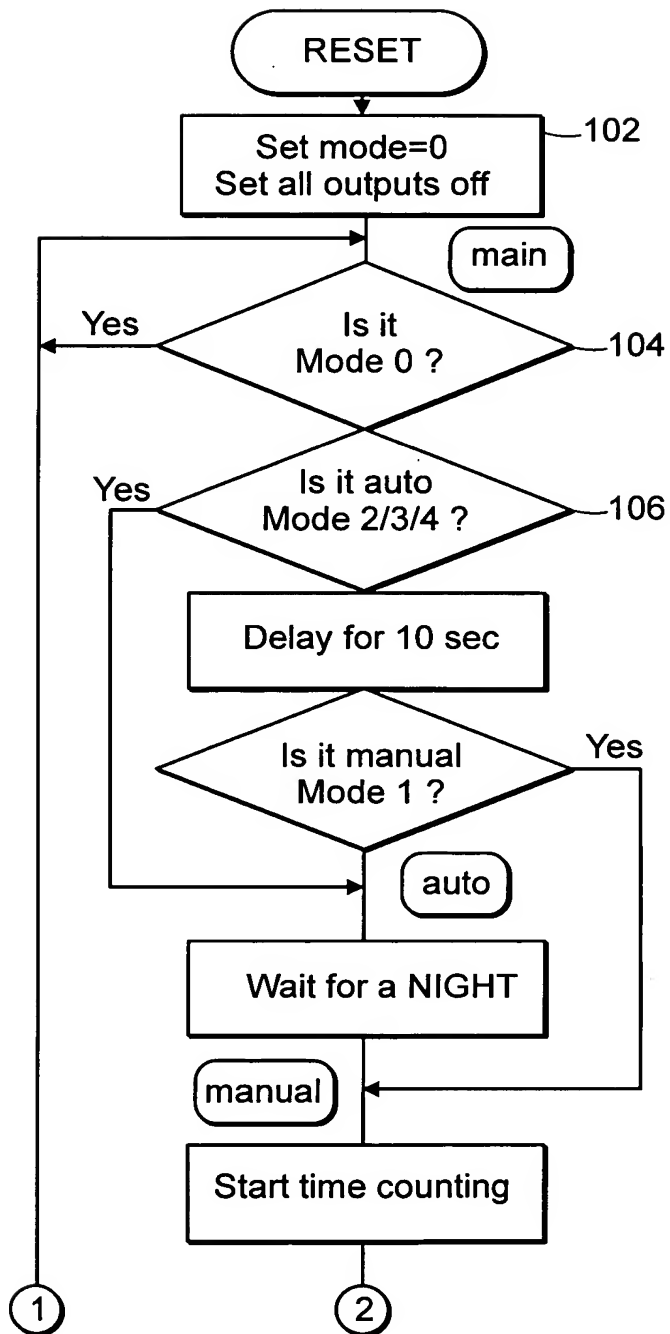 RESET
102
Set mode=0
Set all outputs off
main
Yes
Is it
Mode 0 ?
104
Yes
Is it auto
Mode 2/3/4 ?
106
Delay for 10 sec
Is it manual
Mode 1 ?
Yes
auto
Wait for a NIGHT
manual
Start time counting
1
2